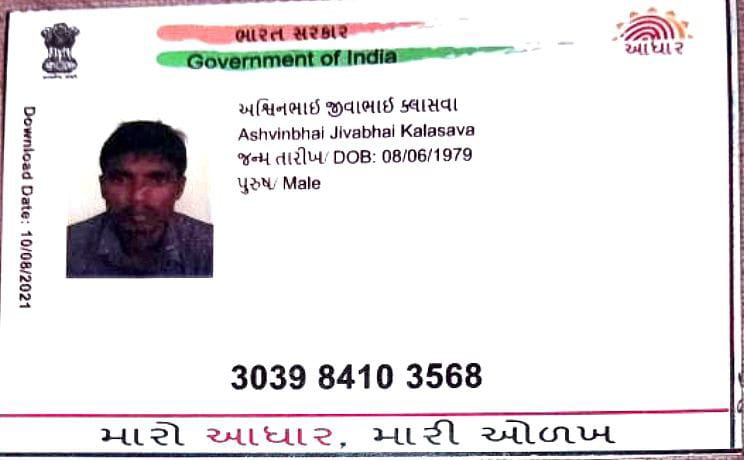 ભારત સરકાર
Government of India
આધાર
Download Date: 10/08/2021
અશ્વિનભાઈ જીવાભાઈ ક્લાસવા
Ashvinbhai Jivabhai Kalasava
જન્મ તારીખ/ DOB: 08/06/1979
પુરુષ/ Male
3039 8410 3568
મારો આધાર, મારી ઓળખ